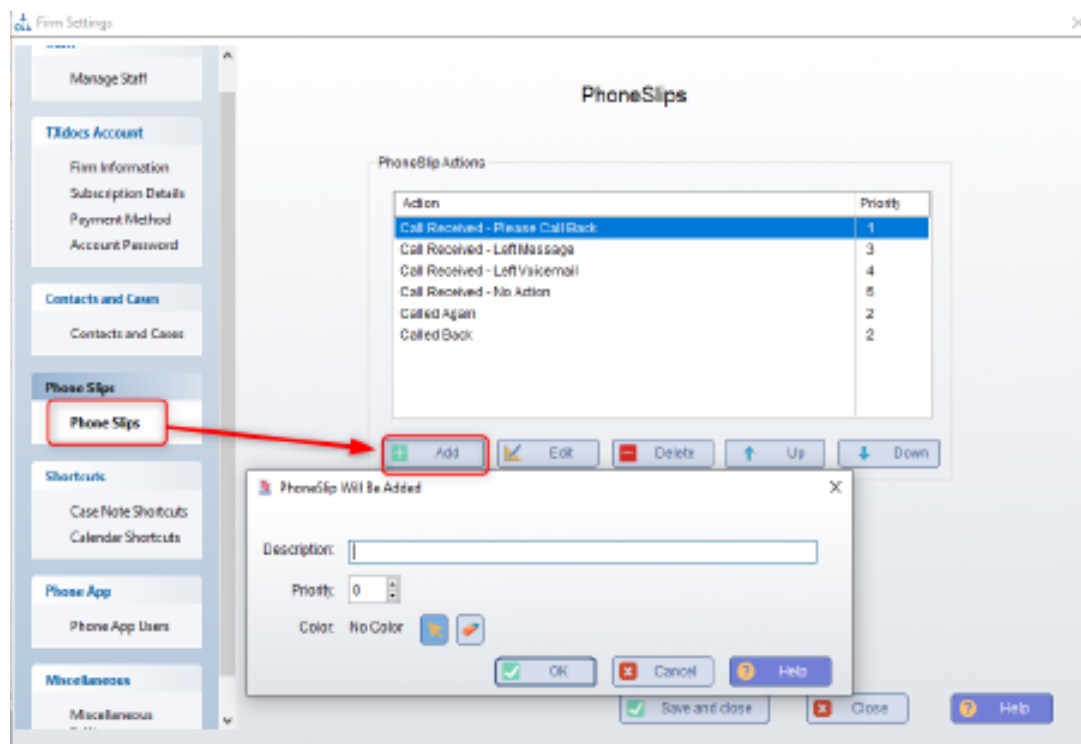 Firm Settings
Manage Staff
TXdocs Account
Firm Information
Subscription Details
Payment Method
Account Password
Contacts and Cases
Contacts and Cases
Phone Slips
Phone Slips
Shortcuts
Case Note Shortcuts
Calendar Shortcuts
Phone App
Phone App Users
Miscellaneous
Miscellaneous
PhoneSlips
PhoneSlip Actions
Action Priority
Call Received - Please Call Back 1
Call Received - Left Message 3
Call Received - Left Voicemail 4
Call Received - No Action 5
Called Again 2
Called Back 2
Add Edit Delete Up Down
PhoneSlip Will Be Added
Description:
Priority: 0
Color: No Color
OK Cancel Help
Save and close Close Help